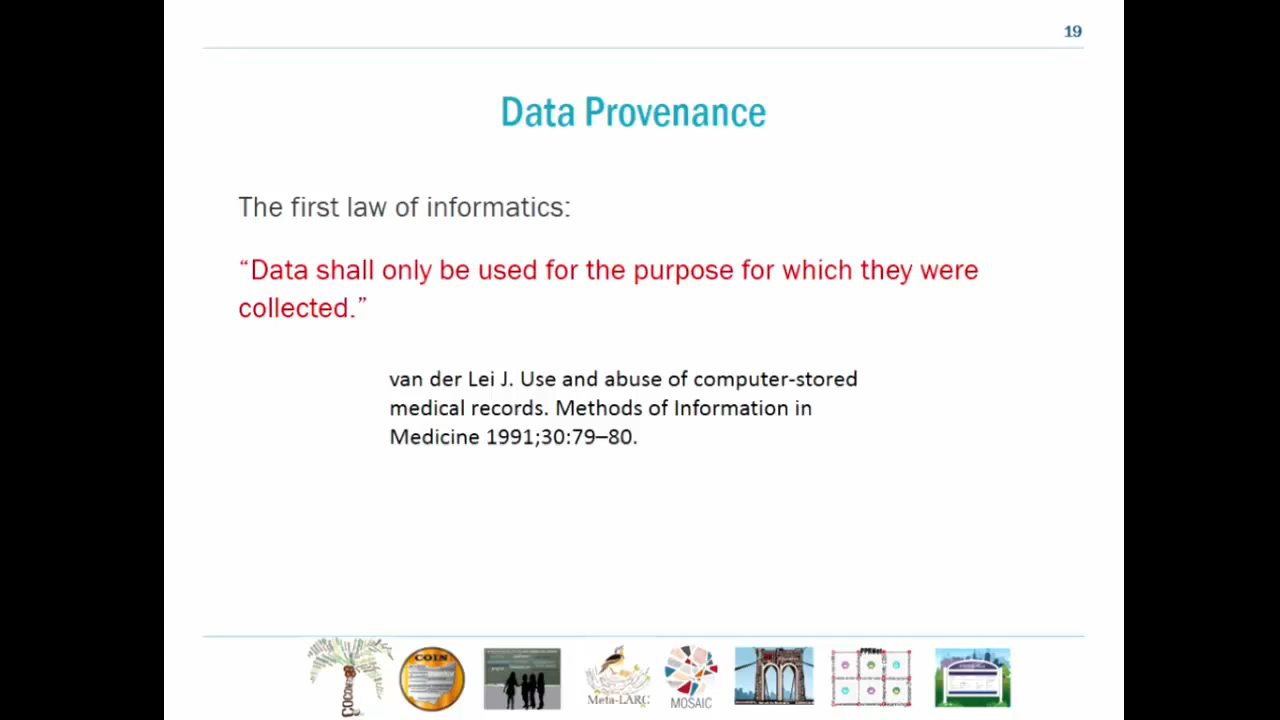 19
Data Provenance
The first law of informatics:
“Data shall only be used for the purpose for which they were
collected.”
van der Lei J. Use and abuse of computer-stored
medical records. Methods of Information in
Medicine 1991;30:79–80.
COCONet
COIN
Meta-LARC
MOSAIC
PPRNet